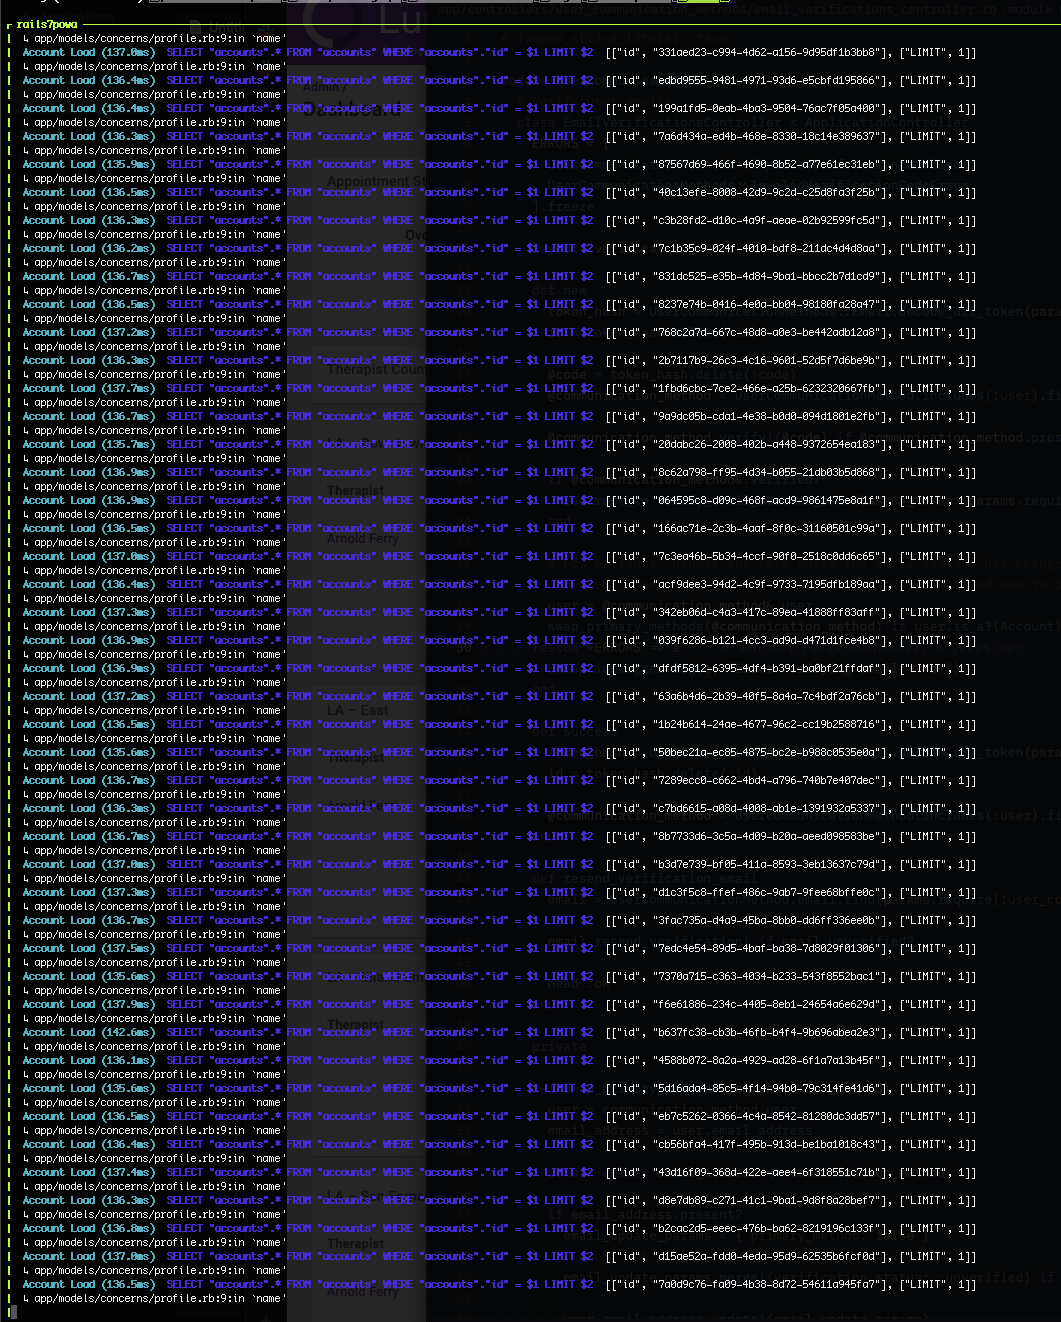 rails7powa
↳ app/models/concerns/profile.rb:9:in `name'
Account Load (137.0ms)  SELECT "accounts".* FROM "accounts" WHERE "accounts"."id" = $1 LIMIT $2  [["id", "331aed23-c994-4d62-a156-9d95df1b3bb8"], ["LIMIT", 1]]
↳ app/models/concerns/profile.rb:9:in `name'
Account Load (136.4ms)  SELECT "accounts".* FROM "accounts" WHERE "accounts"."id" = $1 LIMIT $2  [["id", "edbd9555-9481-4971-93d6-e5cbfd195866"], ["LIMIT", 1]]
↳ app/models/concerns/profile.rb:9:in `name'
Account Load (136.4ms)  SELECT "accounts".* FROM "accounts" WHERE "accounts"."id" = $1 LIMIT $2  [["id", "199a1fd5-0eab-4ba3-9504-76ac7f05a400"], ["LIMIT", 1]]
↳ app/models/concerns/profile.rb:9:in `name'
Account Load (136.3ms)  SELECT "accounts".* FROM "accounts" WHERE "accounts"."id" = $1 LIMIT $2  [["id", "7a6d434a-ed4b-468e-8330-18c14e389637"], ["LIMIT", 1]]
↳ app/models/concerns/profile.rb:9:in `name'
Account Load (135.9ms)  SELECT "accounts".* FROM "accounts" WHERE "accounts"."id" = $1 LIMIT $2  [["id", "87567d69-466f-4690-8b52-a77e61ec31eb"], ["LIMIT", 1]]
↳ app/models/concerns/profile.rb:9:in `name'
Account Load (136.5ms)  SELECT "accounts".* FROM "accounts" WHERE "accounts"."id" = $1 LIMIT $2  [["id", "40c13efe-8008-42d9-9c2d-c25d8fa3f25b"], ["LIMIT", 1]]
↳ app/models/concerns/profile.rb:9:in `name'
Account Load (136.3ms)  SELECT "accounts".* FROM "accounts" WHERE "accounts"."id" = $1 LIMIT $2  [["id", "c3b28fd2-d10c-4a9f-aeae-02b92599fc5d"], ["LIMIT", 1]]
↳ app/models/concerns/profile.rb:9:in `name'
Account Load (136.2ms)  SELECT "accounts".* FROM "accounts" WHERE "accounts"."id" = $1 LIMIT $2  [["id", "7c1b35c9-024f-4010-bdf8-211dc4d4d8aa"], ["LIMIT", 1]]
↳ app/models/concerns/profile.rb:9:in `name'
Account Load (136.7ms)  SELECT "accounts".* FROM "accounts" WHERE "accounts"."id" = $1 LIMIT $2  [["id", "831dc525-e35b-4d84-9ba1-bbcc2b7d1cd9"], ["LIMIT", 1]]
↳ app/models/concerns/profile.rb:9:in `name'
Account Load (136.5ms)  SELECT "accounts".* FROM "accounts" WHERE "accounts"."id" = $1 LIMIT $2  [["id", "8237e74b-0416-4e0a-bb04-98180fa28a47"], ["LIMIT", 1]]
↳ app/models/concerns/profile.rb:9:in `name'
Account Load (137.2ms)  SELECT "accounts".* FROM "accounts" WHERE "accounts"."id" = $1 LIMIT $2  [["id", "768c2a7d-667c-48d8-a0e3-be442adb12a8"], ["LIMIT", 1]]
↳ app/models/concerns/profile.rb:9:in `name'
Account Load (136.3ms)  SELECT "accounts".* FROM "accounts" WHERE "accounts"."id" = $1 LIMIT $2  [["id", "2b7117b9-26c3-4c16-9601-52d5f7d6be9b"], ["LIMIT", 1]]
↳ app/models/concerns/profile.rb:9:in `name'
Account Load (137.7ms)  SELECT "accounts".* FROM "accounts" WHERE "accounts"."id" = $1 LIMIT $2  [["id", "1fbd6cbc-7ce2-466e-a25b-6232320667fb"], ["LIMIT", 1]]
↳ app/models/concerns/profile.rb:9:in `name'
Account Load (136.7ms)  SELECT "accounts".* FROM "accounts" WHERE "accounts"."id" = $1 LIMIT $2  [["id", "9a9dc05b-cda1-4e38-b0d0-094d1801e2fb"], ["LIMIT", 1]]
↳ app/models/concerns/profile.rb:9:in `name'
Account Load (135.7ms)  SELECT "accounts".* FROM "accounts" WHERE "accounts"."id" = $1 LIMIT $2  [["id", "20dabc26-2008-402b-a448-9372654ea183"], ["LIMIT", 1]]
↳ app/models/concerns/profile.rb:9:in `name'
Account Load (136.9ms)  SELECT "accounts".* FROM "accounts" WHERE "accounts"."id" = $1 LIMIT $2  [["id", "8c62a798-ff95-4d34-b055-21db03b5d868"], ["LIMIT", 1]]
↳ app/models/concerns/profile.rb:9:in `name'
Account Load (136.9ms)  SELECT "accounts".* FROM "accounts" WHERE "accounts"."id" = $1 LIMIT $2  [["id", "064595c8-d09c-468f-acd9-9861475e8a1f"], ["LIMIT", 1]]
↳ app/models/concerns/profile.rb:9:in `name'
Account Load (136.5ms)  SELECT "accounts".* FROM "accounts" WHERE "accounts"."id" = $1 LIMIT $2  [["id", "166ac71e-2c3b-4aaf-8f0c-31160501c99a"], ["LIMIT", 1]]
↳ app/models/concerns/profile.rb:9:in `name'
Account Load (137.0ms)  SELECT "accounts".* FROM "accounts" WHERE "accounts"."id" = $1 LIMIT $2  [["id", "7c3ea46b-5b34-4ccf-90f0-2518c0dd6c65"], ["LIMIT", 1]]
↳ app/models/concerns/profile.rb:9:in `name'
Account Load (136.4ms)  SELECT "accounts".* FROM "accounts" WHERE "accounts"."id" = $1 LIMIT $2  [["id", "acf9dee3-94d2-4c9f-9733-7195dfb189aa"], ["LIMIT", 1]]
↳ app/models/concerns/profile.rb:9:in `name'
Account Load (137.3ms)  SELECT "accounts".* FROM "accounts" WHERE "accounts"."id" = $1 LIMIT $2  [["id", "342eb06d-c4a3-417c-89ea-41888ff83aff"], ["LIMIT", 1]]
↳ app/models/concerns/profile.rb:9:in `name'
Account Load (136.9ms)  SELECT "accounts".* FROM "accounts" WHERE "accounts"."id" = $1 LIMIT $2  [["id", "039f6286-b121-4cc3-ad9d-d471d1fce4b8"], ["LIMIT", 1]]
↳ app/models/concerns/profile.rb:9:in `name'
Account Load (136.9ms)  SELECT "accounts".* FROM "accounts" WHERE "accounts"."id" = $1 LIMIT $2  [["id", "dfdf5812-6395-4df4-b391-ba0bf21ffdaf"], ["LIMIT", 1]]
↳ app/models/concerns/profile.rb:9:in `name'
Account Load (137.2ms)  SELECT "accounts".* FROM "accounts" WHERE "accounts"."id" = $1 LIMIT $2  [["id", "63a6b4d6-2b39-40f5-8a4a-7c4bdf2a76cb"], ["LIMIT", 1]]
↳ app/models/concerns/profile.rb:9:in `name'
Account Load (136.5ms)  SELECT "accounts".* FROM "accounts" WHERE "accounts"."id" = $1 LIMIT $2  [["id", "1b24b614-24ae-4677-96c2-cc19b2588716"], ["LIMIT", 1]]
↳ app/models/concerns/profile.rb:9:in `name'
Account Load (135.6ms)  SELECT "accounts".* FROM "accounts" WHERE "accounts"."id" = $1 LIMIT $2  [["id", "50bec21a-ec85-4875-bc2e-b988c0535e0a"], ["LIMIT", 1]]
↳ app/models/concerns/profile.rb:9:in `name'
Account Load (136.7ms)  SELECT "accounts".* FROM "accounts" WHERE "accounts"."id" = $1 LIMIT $2  [["id", "7289ecc0-c662-4bd4-a796-740b7e407dec"], ["LIMIT", 1]]
↳ app/models/concerns/profile.rb:9:in `name'
Account Load (136.3ms)  SELECT "accounts".* FROM "accounts" WHERE "accounts"."id" = $1 LIMIT $2  [["id", "c7bd6615-a08d-4008-ab1e-1391932a5337"], ["LIMIT", 1]]
↳ app/models/concerns/profile.rb:9:in `name'
Account Load (136.7ms)  SELECT "accounts".* FROM "accounts" WHERE "accounts"."id" = $1 LIMIT $2  [["id", "8b7733d6-3c5a-4d09-b20a-aeed098583be"], ["LIMIT", 1]]
↳ app/models/concerns/profile.rb:9:in `name'
Account Load (137.0ms)  SELECT "accounts".* FROM "accounts" WHERE "accounts"."id" = $1 LIMIT $2  [["id", "b3d7e739-bf05-411a-8593-3eb13637c79d"], ["LIMIT", 1]]
↳ app/models/concerns/profile.rb:9:in `name'
Account Load (137.3ms)  SELECT "accounts".* FROM "accounts" WHERE "accounts"."id" = $1 LIMIT $2  [["id", "d1c3f5c8-ffef-486c-9ab7-9fee68bffe0c"], ["LIMIT", 1]]
↳ app/models/concerns/profile.rb:9:in `name'
Account Load (136.7ms)  SELECT "accounts".* FROM "accounts" WHERE "accounts"."id" = $1 LIMIT $2  [["id", "3fac735a-d4a9-45ba-8bb0-dd6ff336ee0b"], ["LIMIT", 1]]
↳ app/models/concerns/profile.rb:9:in `name'
Account Load (137.5ms)  SELECT "accounts".* FROM "accounts" WHERE "accounts"."id" = $1 LIMIT $2  [["id", "7edc4e54-89d5-4baf-ba38-7d8029f01306"], ["LIMIT", 1]]
↳ app/models/concerns/profile.rb:9:in `name'
Account Load (135.6ms)  SELECT "accounts".* FROM "accounts" WHERE "accounts"."id" = $1 LIMIT $2  [["id", "7370a715-c363-4034-b233-543f8552bac1"], ["LIMIT", 1]]
↳ app/models/concerns/profile.rb:9:in `name'
Account Load (137.9ms)  SELECT "accounts".* FROM "accounts" WHERE "accounts"."id" = $1 LIMIT $2  [["id", "f6e61886-234c-4405-8eb1-24654a6e629d"], ["LIMIT", 1]]
↳ app/models/concerns/profile.rb:9:in `name'
Account Load (142.6ms)  SELECT "accounts".* FROM "accounts" WHERE "accounts"."id" = $1 LIMIT $2  [["id", "b637fc38-cb3b-46fb-b4f4-9b696abea2e3"], ["LIMIT", 1]]
↳ app/models/concerns/profile.rb:9:in `name'
Account Load (136.1ms)  SELECT "accounts".* FROM "accounts" WHERE "accounts"."id" = $1 LIMIT $2  [["id", "4588b072-8a2a-4929-ad28-6f1a7a13b45f"], ["LIMIT", 1]]
↳ app/models/concerns/profile.rb:9:in `name'
Account Load (135.6ms)  SELECT "accounts".* FROM "accounts" WHERE "accounts"."id" = $1 LIMIT $2  [["id", "5d16ada4-85c5-4f14-94b0-79c314fe41d6"], ["LIMIT", 1]]
↳ app/models/concerns/profile.rb:9:in `name'
Account Load (136.5ms)  SELECT "accounts".* FROM "accounts" WHERE "accounts"."id" = $1 LIMIT $2  [["id", "eb7c5262-0366-4c4a-8542-81280dc3dd57"], ["LIMIT", 1]]
↳ app/models/concerns/profile.rb:9:in `name'
Account Load (136.4ms)  SELECT "accounts".* FROM "accounts" WHERE "accounts"."id" = $1 LIMIT $2  [["id", "cb56bfa4-417f-495b-913d-be1ba1018c43"], ["LIMIT", 1]]
↳ app/models/concerns/profile.rb:9:in `name'
Account Load (137.4ms)  SELECT "accounts".* FROM "accounts" WHERE "accounts"."id" = $1 LIMIT $2  [["id", "43d16f09-368d-422e-aee4-6f318551c71b"], ["LIMIT", 1]]
↳ app/models/concerns/profile.rb:9:in `name'
Account Load (136.3ms)  SELECT "accounts".* FROM "accounts" WHERE "accounts"."id" = $1 LIMIT $2  [["id", "d8e7db89-c271-41c1-9ba1-9d8f8a28bef7"], ["LIMIT", 1]]
↳ app/models/concerns/profile.rb:9:in `name'
Account Load (136.8ms)  SELECT "accounts".* FROM "accounts" WHERE "accounts"."id" = $1 LIMIT $2  [["id", "b2cac2d5-eeec-476b-ba62-8219196c133f"], ["LIMIT", 1]]
↳ app/models/concerns/profile.rb:9:in `name'
Account Load (137.0ms)  SELECT "accounts".* FROM "accounts" WHERE "accounts"."id" = $1 LIMIT $2  [["id", "d15ae52a-fdd0-4eda-95d9-62535b6fcf0d"], ["LIMIT", 1]]
↳ app/models/concerns/profile.rb:9:in `name'
Account Load (136.5ms)  SELECT "accounts".* FROM "accounts" WHERE "accounts"."id" = $1 LIMIT $2  [["id", "7a0d9c76-fd09-4b38-8d72-54611a945fa7"], ["LIMIT", 1]]
↳ app/models/concerns/profile.rb:9:in `name'